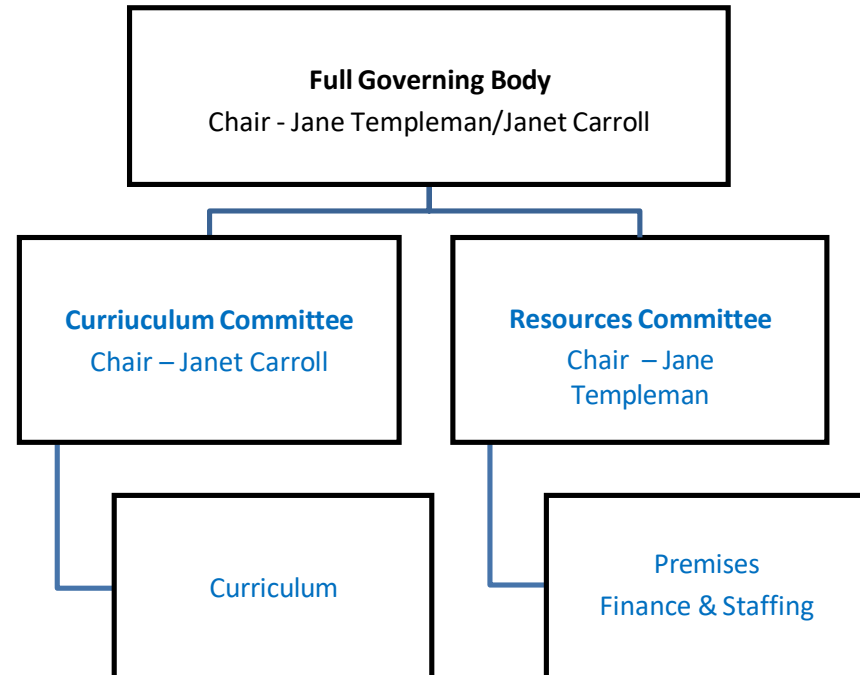 Full Governing Body
Chair - Jane Templeman/Janet Carroll
Curriuculum Committee
Chair – Janet Carroll
Resources Committee
Chair – Jane
Templeman
Curriculum
Premises
Finance & Staffing